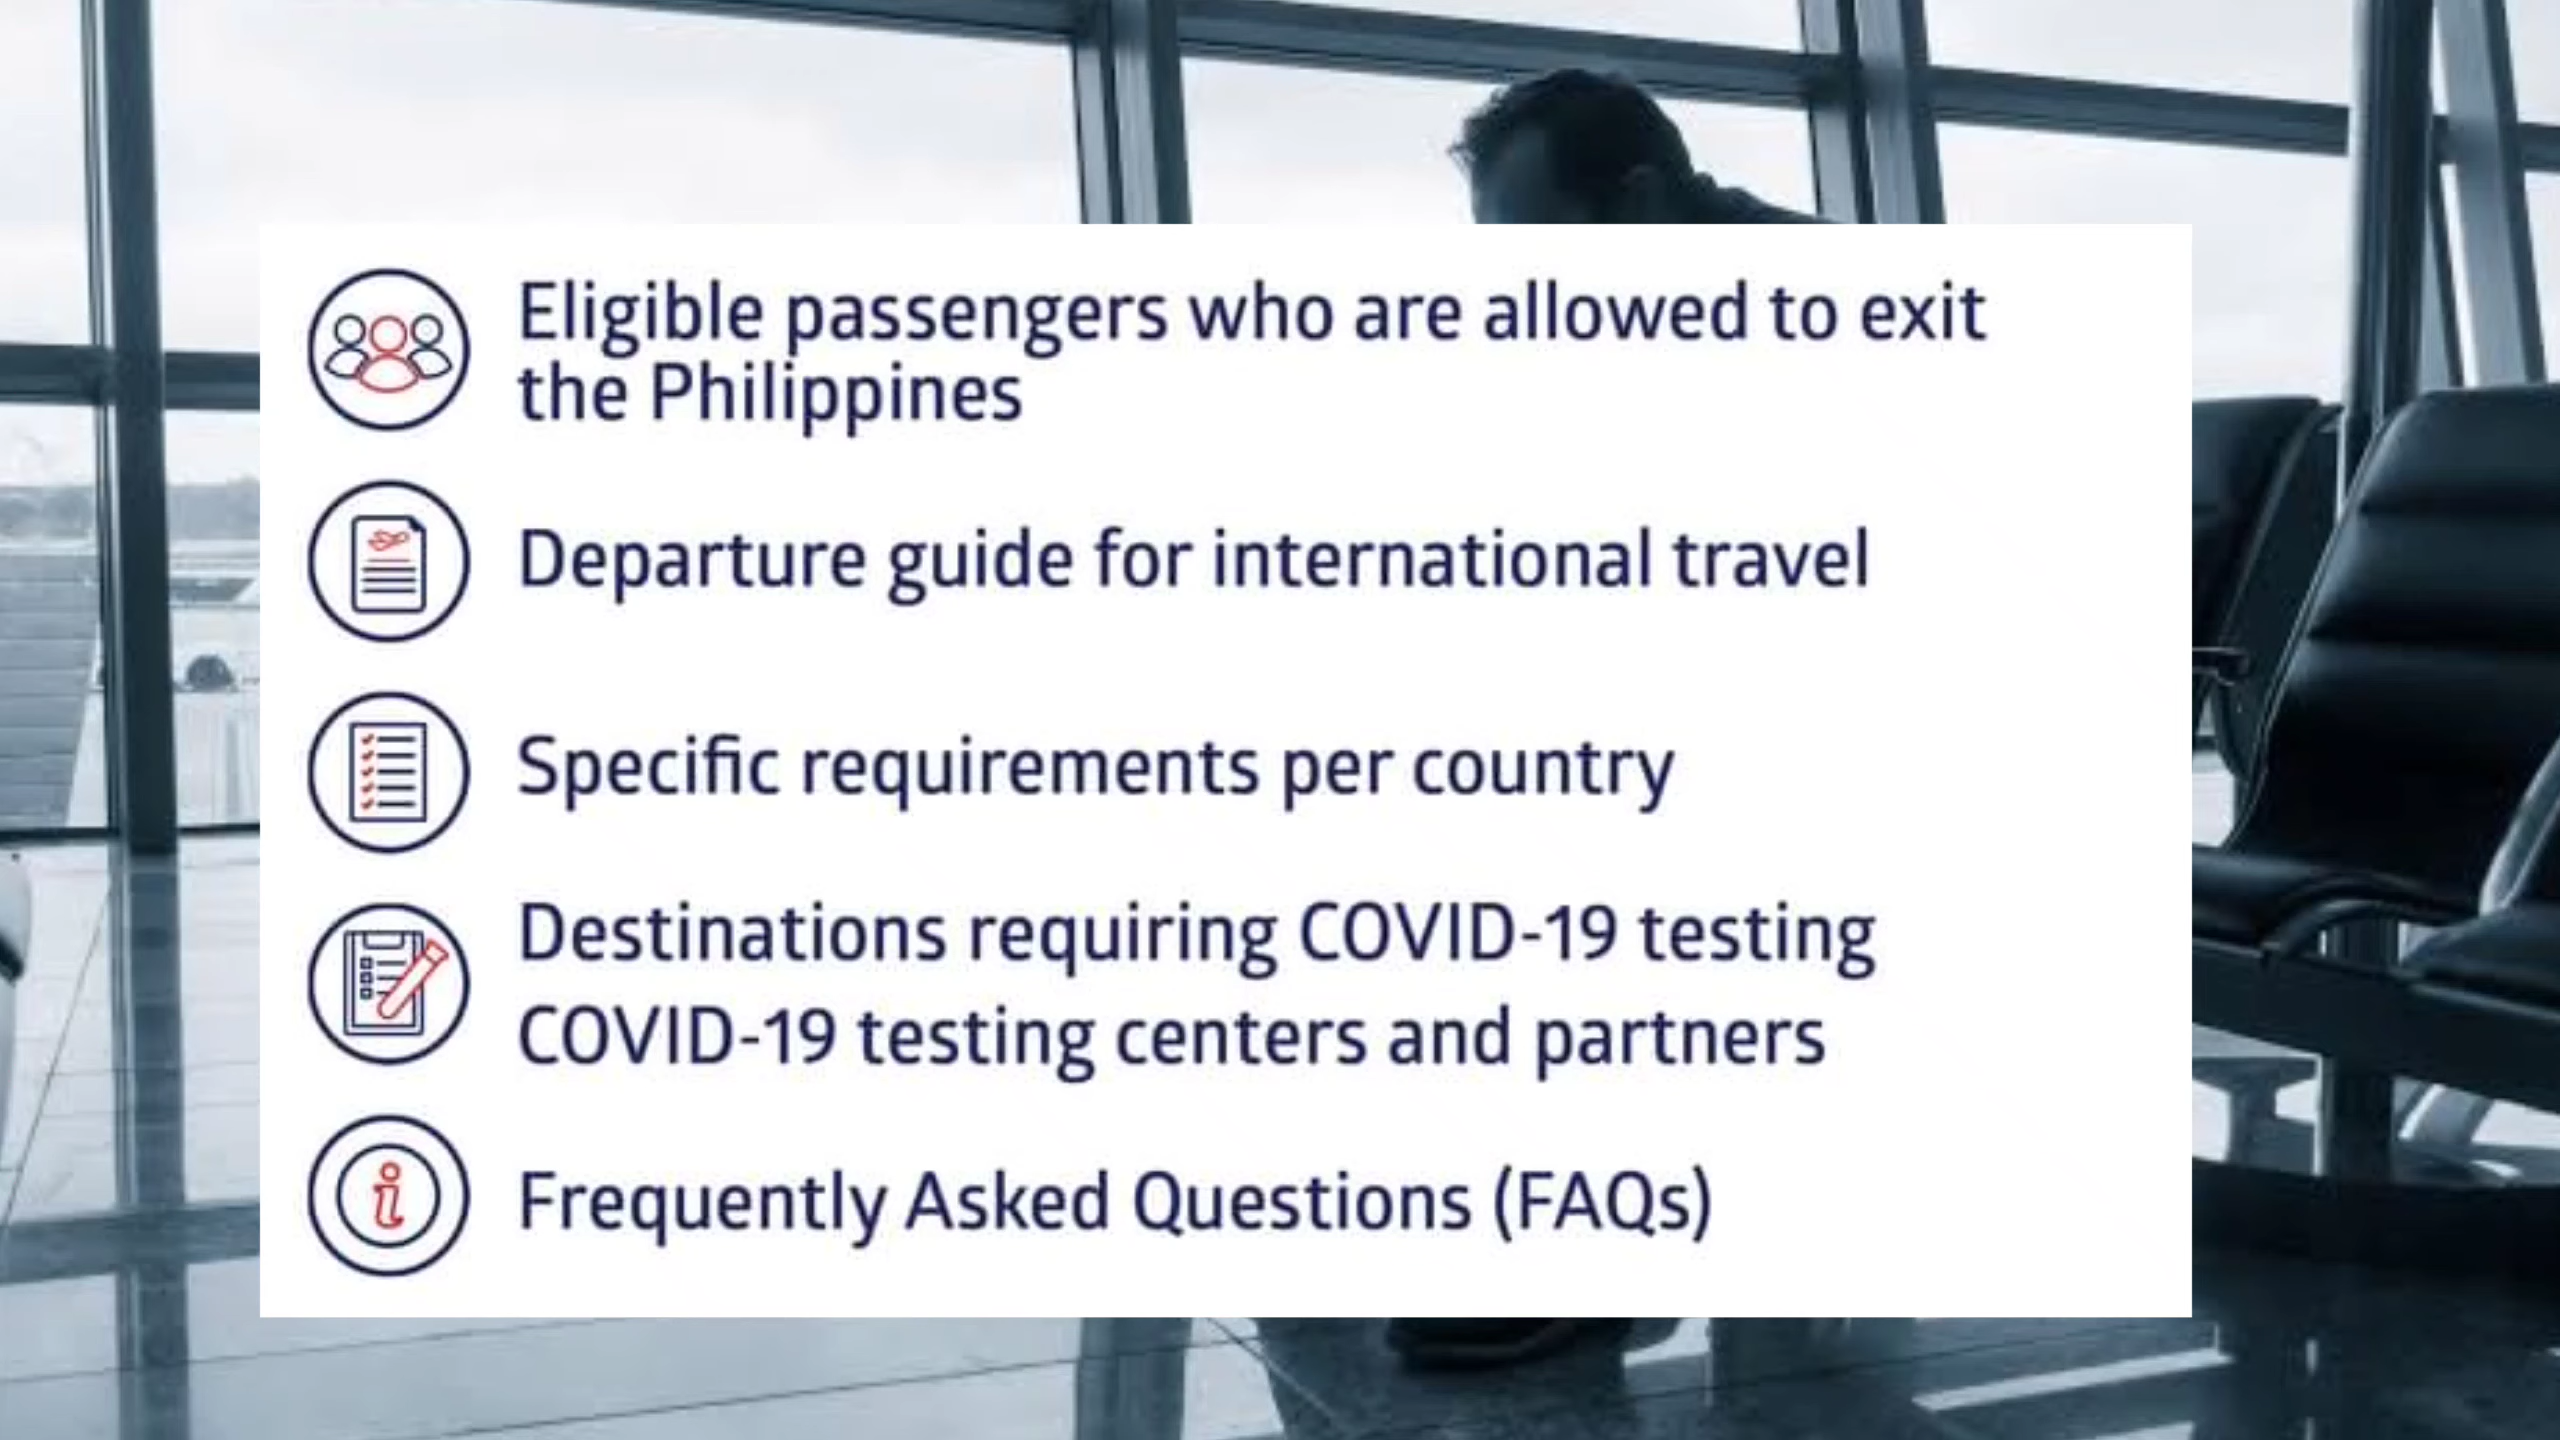 Eligible passengers who are allowed to exit
the Philippines
Departure guide for international travel
Specific requirements per country
Destinations requiring COVID-19 testing
COVID-19 testing centers and partners
Frequently Asked Questions (FAQs)